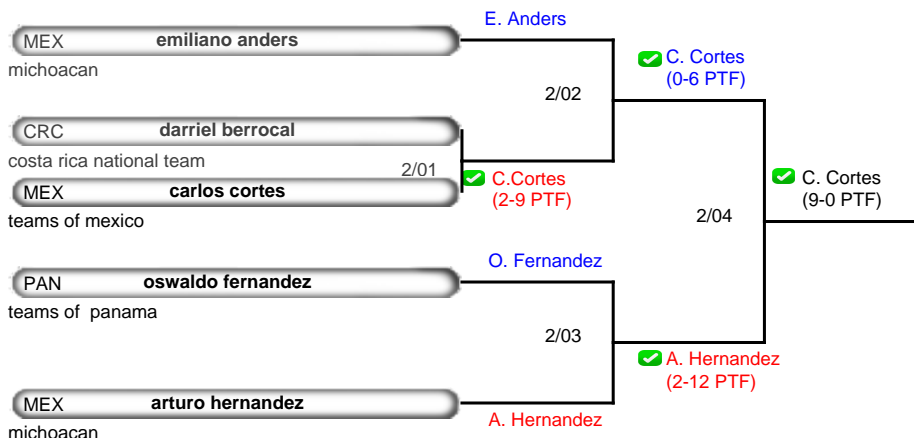 E. Anders
MEX emiliano anders
michoacan
C. Cortes
(0-6 PTF)
2/02
CRC darriel berrocal
costa rica national team
2/01
MEX carlos cortes
teams of mexico
C.Cortes
(2-9 PTF)
C. Cortes
(9-0 PTF)
2/04
O. Fernandez
PAN oswaldo fernandez
teams of  panama
2/03
A. Hernandez
(2-12 PTF)
MEX arturo hernandez
A. Hernandez
michoacan